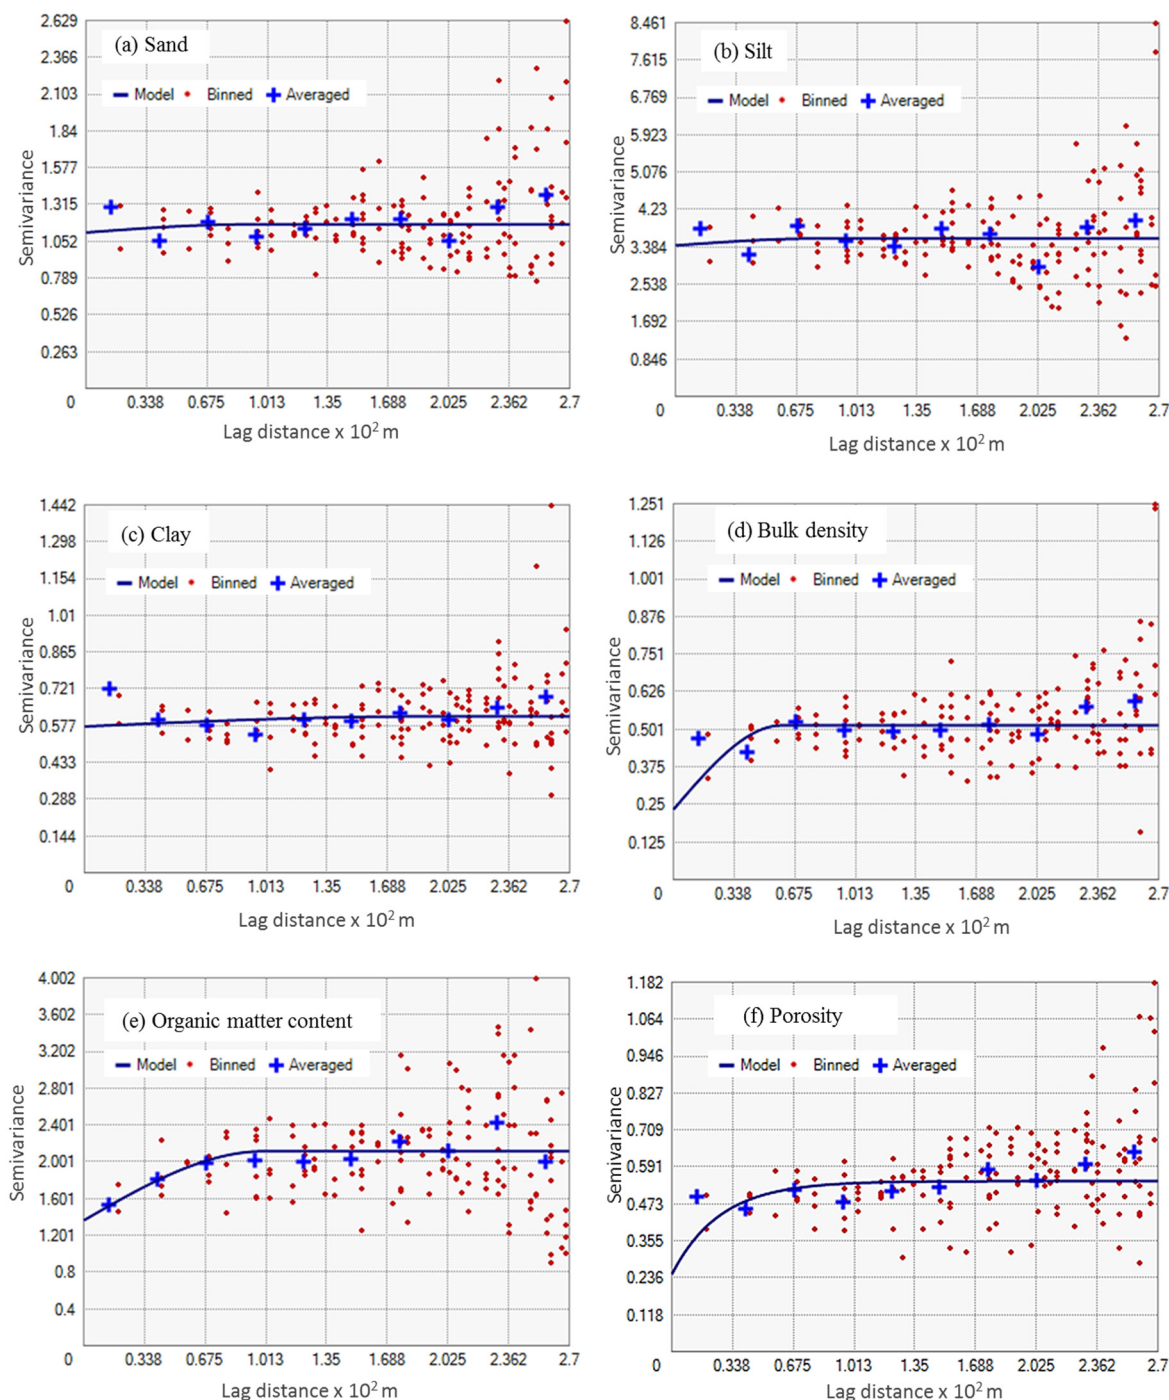 (a) Sand
Model Binned Averaged
Semivariance
2.629
2.366
2.103
1.84
1.577
1.315
1.052
0.789
0.526
0.263
0 0.338 0.675 1.013 1.35 1.688 2.025 2.362 2.7
Lag distance x 10² m
(b) Silt
Model Binned Averaged
Semivariance
8.461
7.615
6.769
5.923
5.076
4.23
3.384
2.538
1.692
0.846
0 0.338 0.675 1.013 1.35 1.688 2.025 2.362 2.7
Lag distance x 10² m
(c) Clay
Model Binned Averaged
Semivariance
1.442
1.298
1.154
1.01
0.865
0.721
0.577
0.433
0.288
0.144
0 0.338 0.675 1.013 1.35 1.688 2.025 2.362 2.7
Lag distance x 10² m
(d) Bulk density
Model Binned Averaged
Semivariance
1.251
1.126
1.001
0.876
0.751
0.626
0.501
0.375
0.25
0.125
0 0.338 0.675 1.013 1.35 1.688 2.025 2.362 2.7
Lag distance x 10² m
(e) Organic matter content
Model Binned Averaged
Semivariance
4.002
3.602
3.202
2.801
2.401
2.001
1.601
1.201
0.8
0.4
0 0.338 0.675 1.013 1.35 1.688 2.025 2.362 2.7
Lag distance x 10² m
(f) Porosity
Model Binned Averaged
Semivariance
1.182
1.064
0.946
0.827
0.709
0.591
0.473
0.355
0.236
0.118
0 0.338 0.675 1.013 1.35 1.688 2.025 2.362 2.7
Lag distance x 10² m